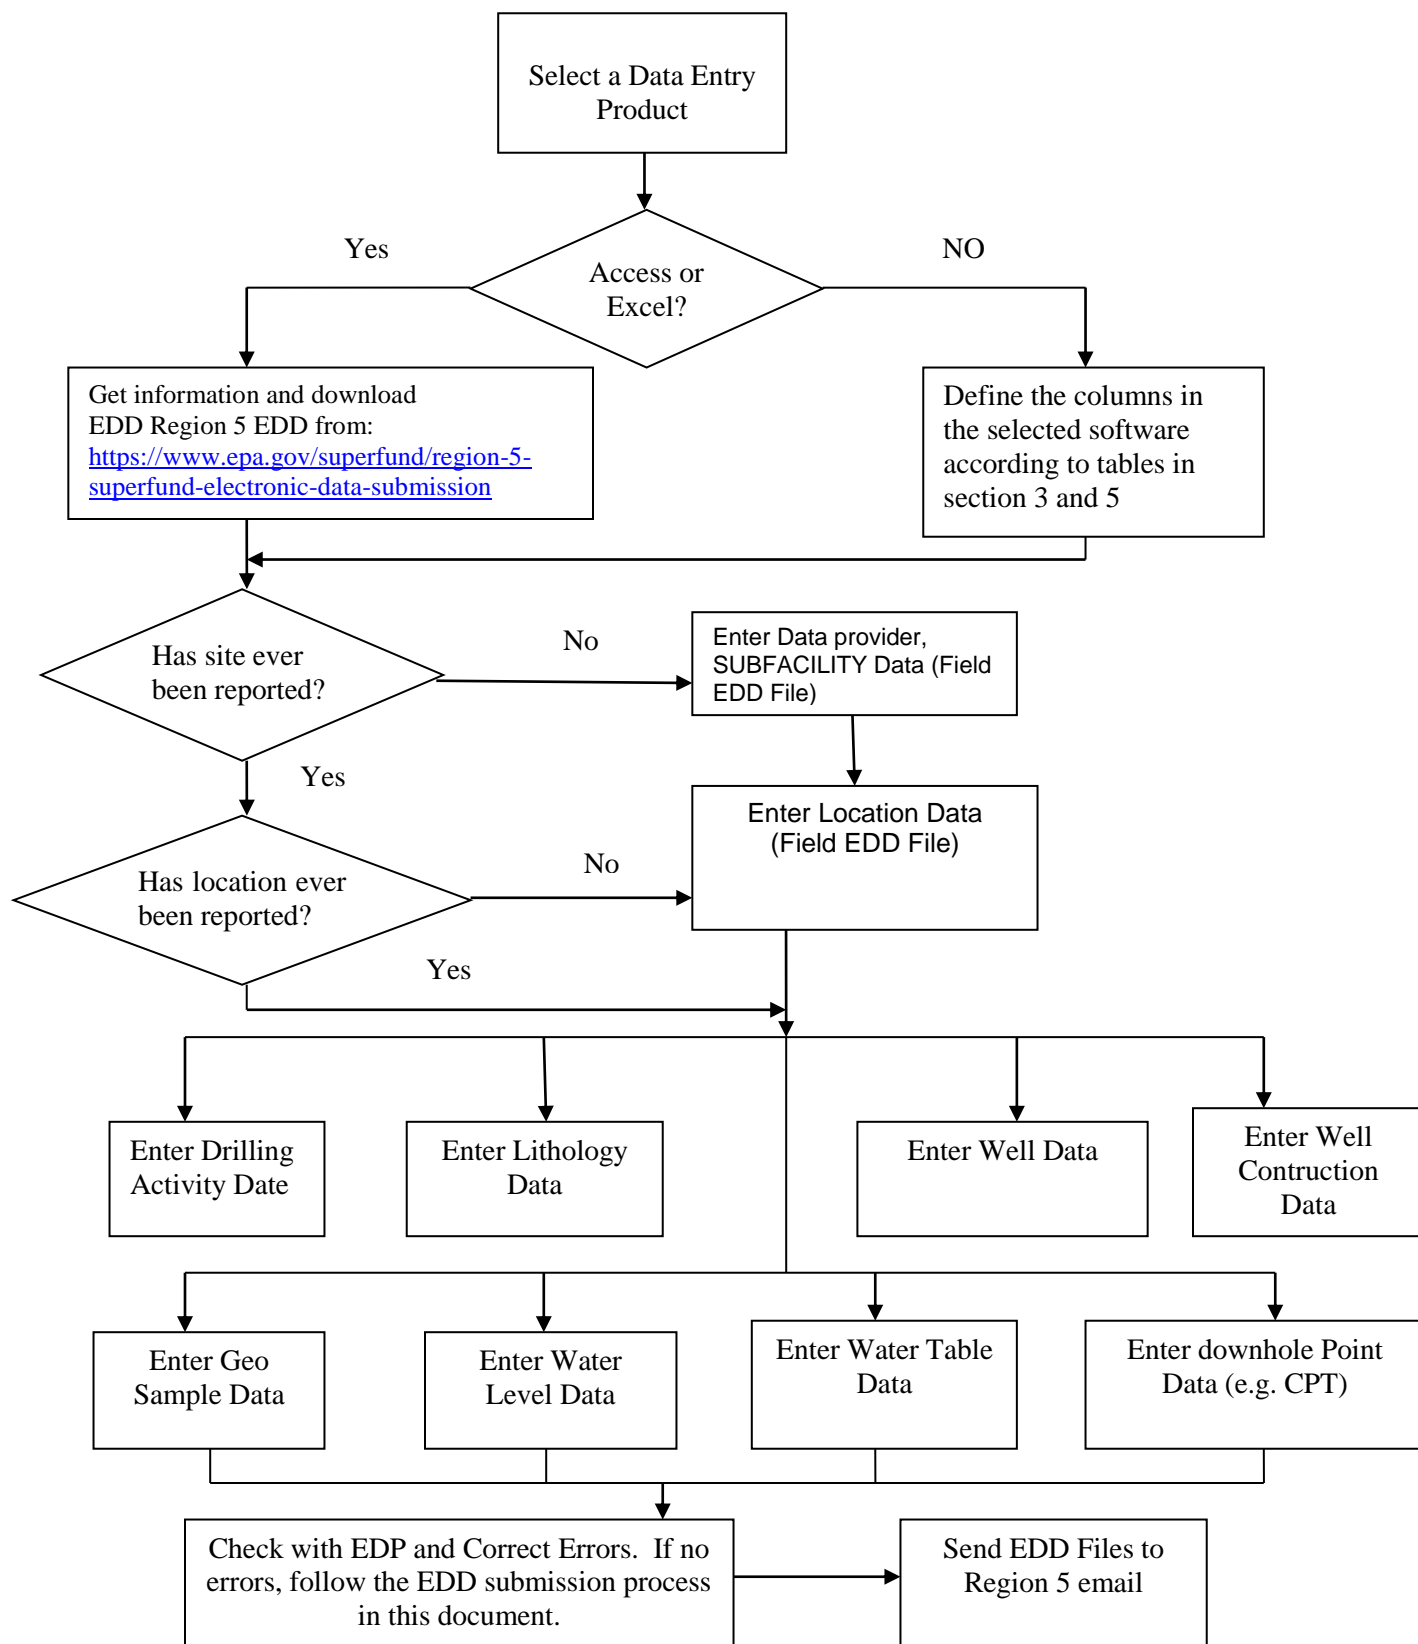 Select a Data Entry
Product
Yes
NO
Access or
Excel?
Get information and download
EDD Region 5 EDD from:
https://www.epa.gov/superfund/region-5-
superfund-electronic-data-submission
Define the columns in
the selected software
according to tables in
section 3 and 5
Has site ever
been reported?
No
Enter Data provider,
SUBFACILITY Data (Field
EDD File)
Yes
Enter Location Data
(Field EDD File)
Has location ever
been reported?
No
Yes
Enter Drilling
Activity Date
Enter Lithology
Data
Enter Well Data
Enter Well
Contruction
Data
Enter Geo
Sample Data
Enter Water
Level Data
Enter Water Table
Data
Enter downhole Point
Data (e.g. CPT)
Check with EDP and Correct Errors.  If no
errors, follow the EDD submission process
in this document.
Send EDD Files to
Region 5 email